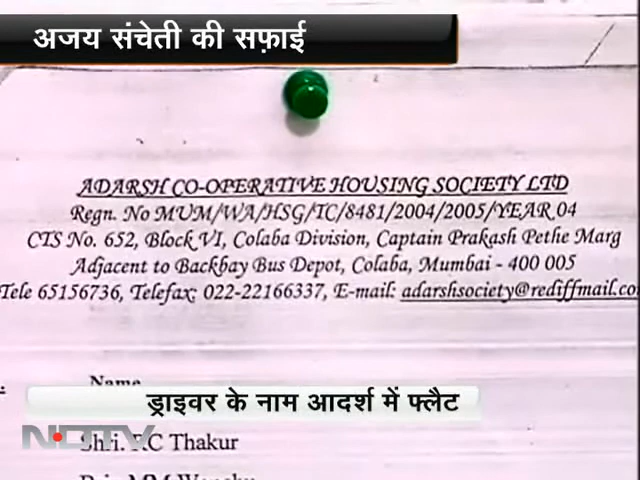 अजय संचेती की सफ़ाई
ADARSH CO-OPERATIVE HOUSING SOCIETY LTD
Regn. No MUM/WA/HSG/TC/8481/2004/2005/YEAR 04
CTS No. 652, Block VI, Colaba Division, Captain Prakash Pethe Marg
Adjacent to Backbay Bus Depot, Colaba, Mumbai - 400 005
Tele 65156736, Telefax: 022-22166337, E-mail: adarshsociety@rediffmail.co
Name
ड्राइवर के नाम आदर्श में फ्लैट
NDTV
Shri. RC Thakur